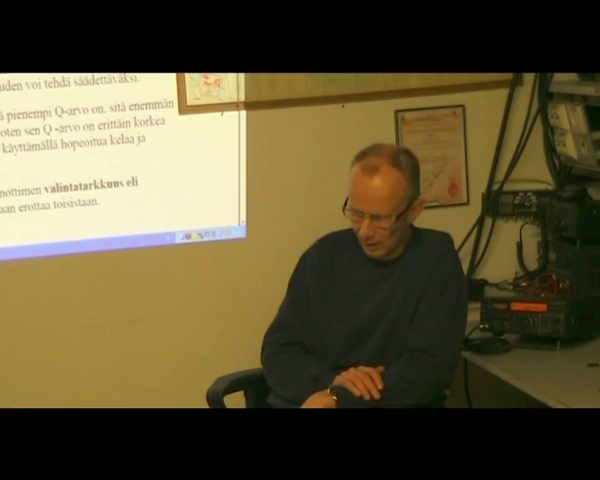 uden voi tehdä säädettäväksi.
ä pienempi Q-arvo on, sitä enemmän
oten sen Q -arvo on erittäin korkea
käyttämällä hopeoitua kelaa ja
nottimen valintatarkkuus eli
aan erottaa toisistaan.